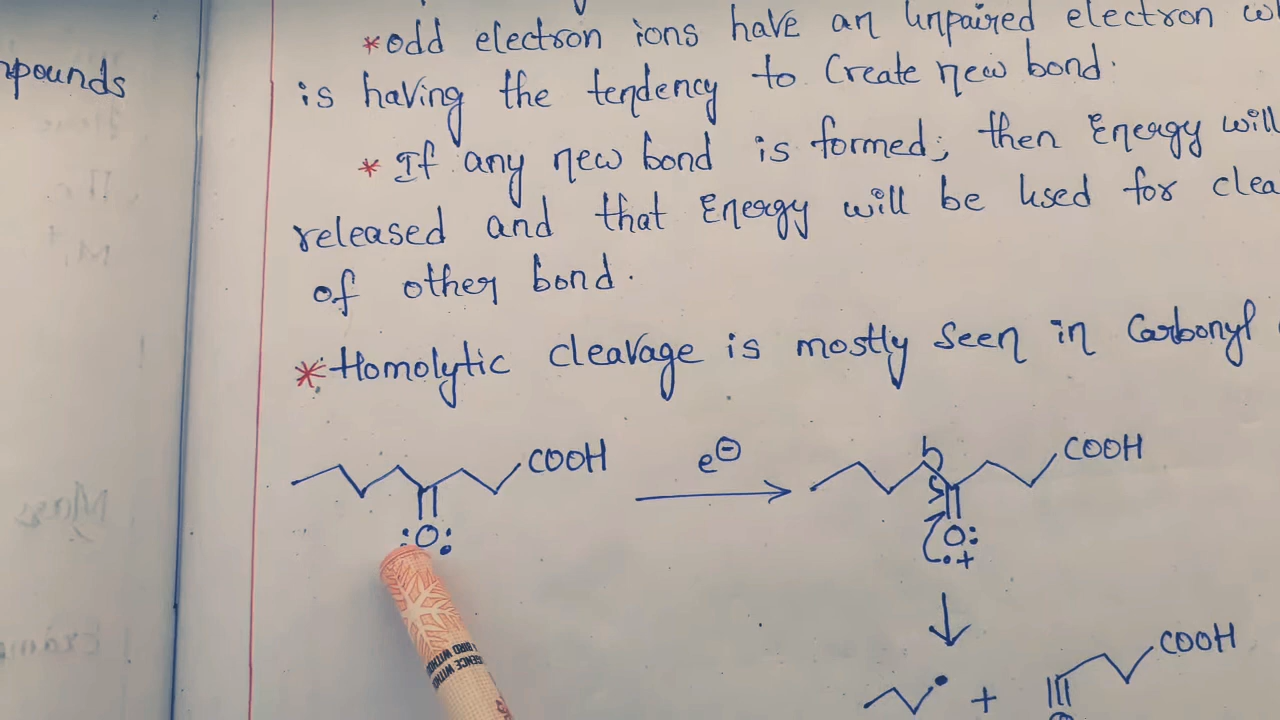 *odd electron ions have an Unpaired electron
is having the tendency to Create new bond.
* If any new bond is formed; then Energy will
released and that Energy will be Used for
of other bond.
*Homolytic cleavage is mostly Seen in Carbonyl
COOH e⊖ COOH
:O: O:
.+
COOH
+